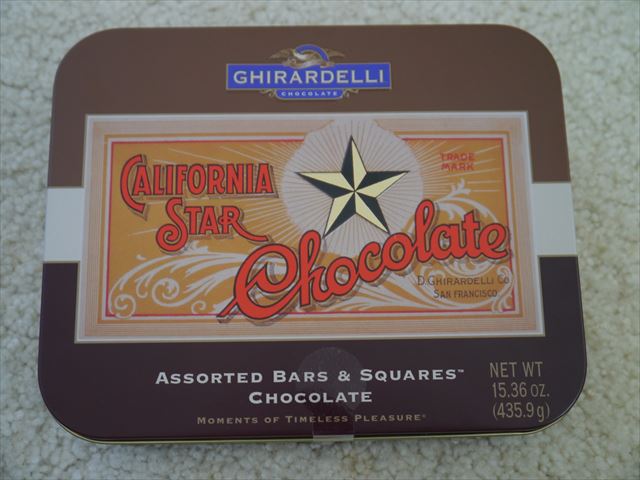 GHIRARDELLI
CHOCOLATE
CALIFORNIA
STAR
Chocolate
TRADE
MARK
D. GHIRARDELLI CO
SAN FRANCISCO
ASSORTED BARS & SQUARES™
CHOCOLATE
MOMENTS OF TIMELESS PLEASURE®
NET WT
15.36 oz.
(435.9 g)